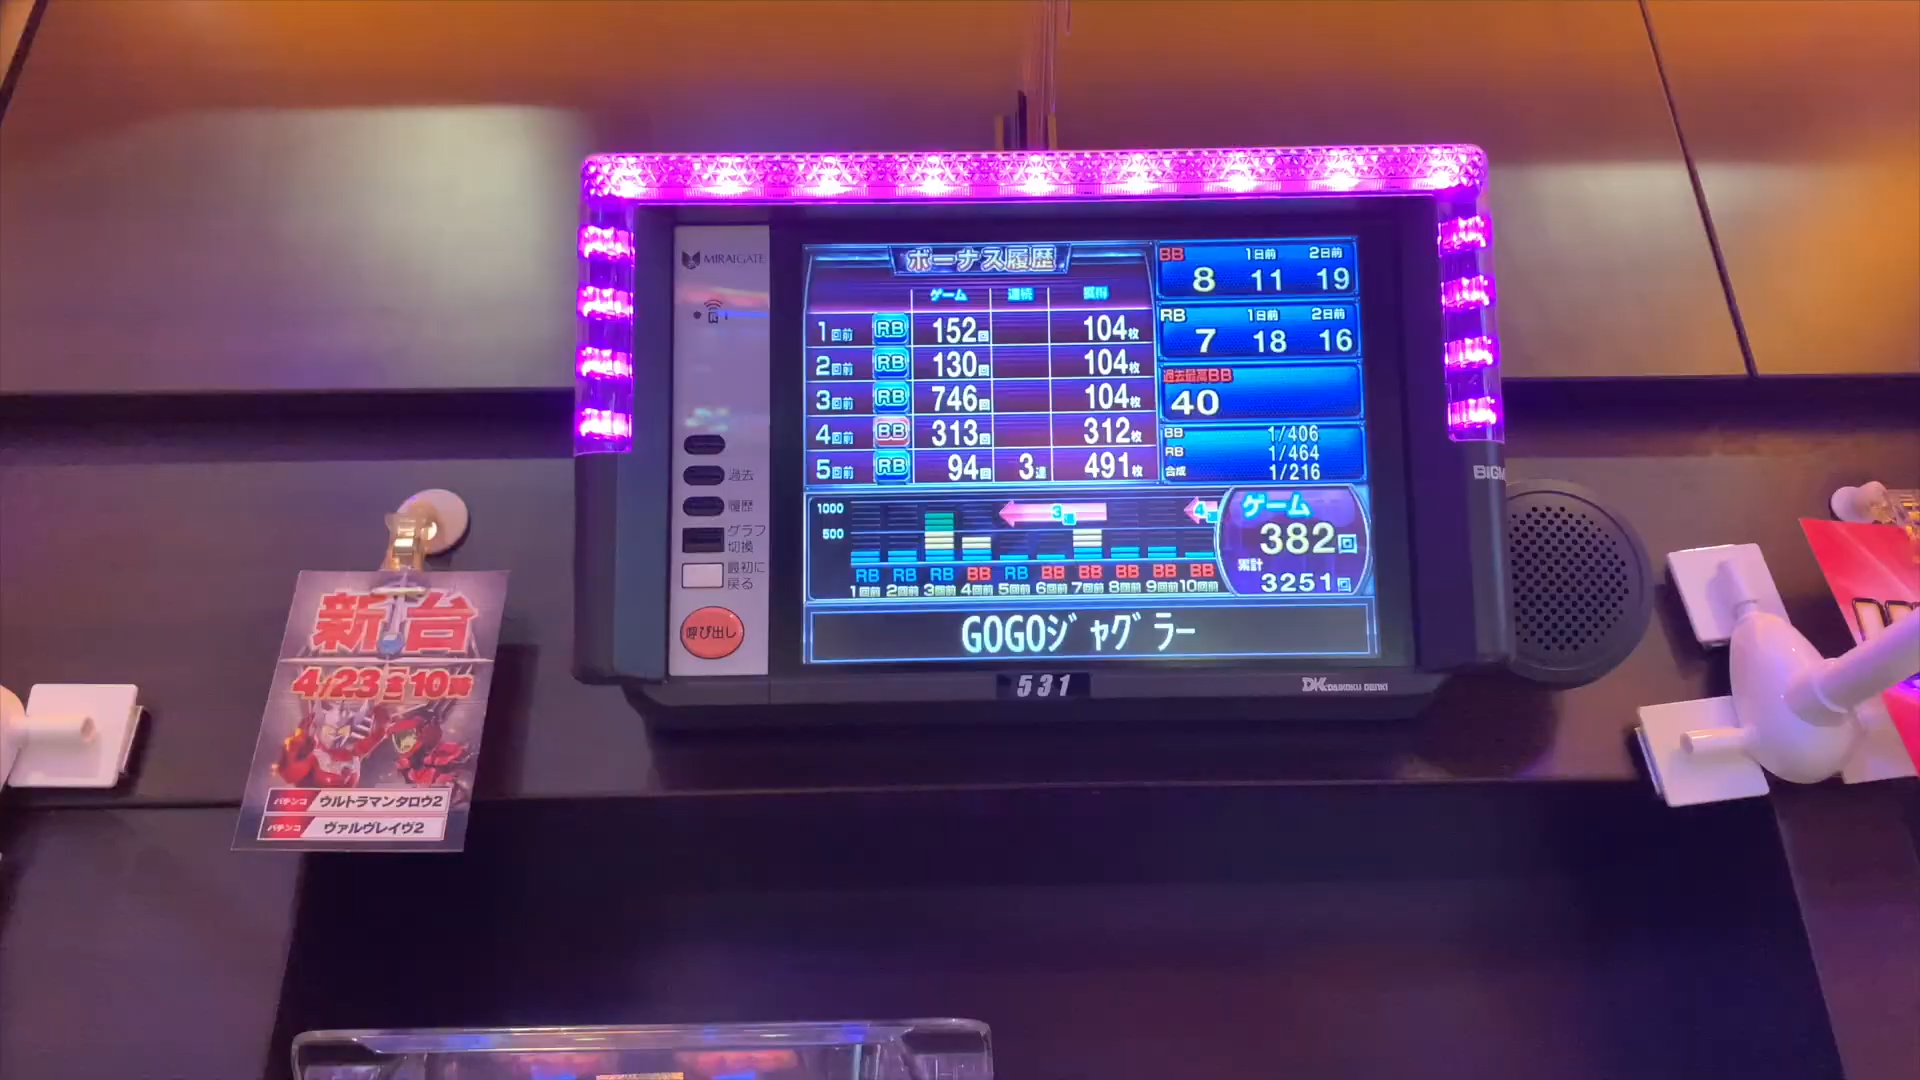 MIRAIGATE
ボーナス履歴
ゲーム 連続 獲得
1回前 RB 152回 104枚
2回前 RB 130回 104枚
3回前 RB 746回 104枚
4回前 BB 313回 312枚
5回前 RB 94回 3連 491枚
BB 1日前 2日前
8 11 19
RB 1日前 2日前
7 18 16
過去最高BB
40
BB 1/406
RB 1/464
合成 1/216
1000
500
3連
4
RB RB RB BB RB BB BB BB BB BB
1回前 2回前 3回前 4回前 5回前 6回前 7回前 8回前 9回前 10回前
ゲーム
382回
累計
3251回
GOGOジャグラー
過去
履歴
グラフ
切換
最初に
戻る
呼び出し
531
DK DAIKOKU DENKI
新台
4/23 10時
パチンコ ウルトラマンタロウ2
パチンコ ヴァルヴレイヴ2